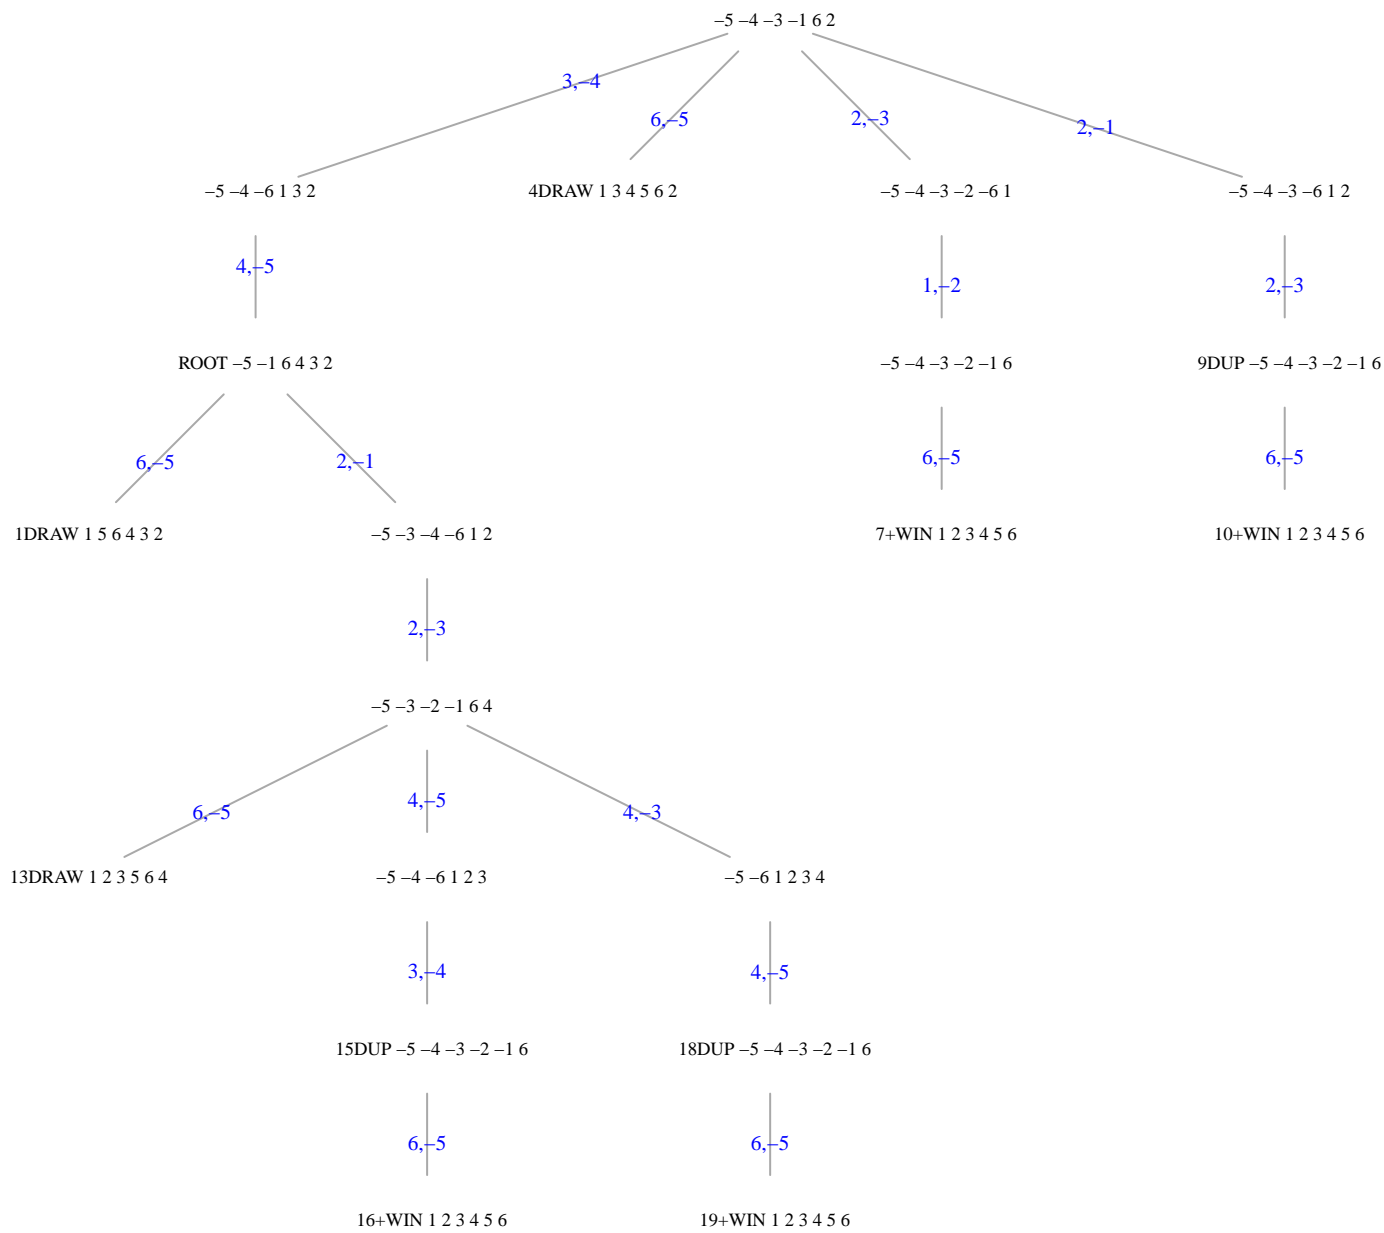 –5 –4 –3 –1 6 2
3,–4
6,–5
2,–3
2,–1
–5 –4 –6 1 3 2
4DRAW 1 3 4 5 6 2
–5 –4 –3 –2 –6 1
–5 –4 –3 –6 1 2
4,–5
1,–2
2,–3
ROOT –5 –1 6 4 3 2
–5 –4 –3 –2 –1 6
9DUP –5 –4 –3 –2 –1 6
6,–5
2,–1
6,–5
6,–5
1DRAW 1 5 6 4 3 2
–5 –3 –4 –6 1 2
7+WIN 1 2 3 4 5 6
10+WIN 1 2 3 4 5 6
2,–3
–5 –3 –2 –1 6 4
6,–5
4,–5
4,–3
13DRAW 1 2 3 5 6 4
–5 –4 –6 1 2 3
–5 –6 1 2 3 4
3,–4
4,–5
15DUP –5 –4 –3 –2 –1 6
18DUP –5 –4 –3 –2 –1 6
6,–5
6,–5
16+WIN 1 2 3 4 5 6
19+WIN 1 2 3 4 5 6